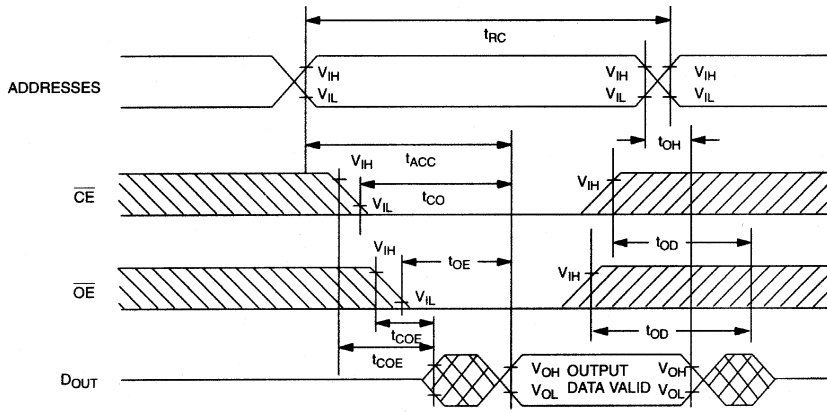 tRC
ADDRESSES
VIH VIH VIH
VIL VIL VIL
tOH
tACC
VIH
CE
tCO
VIL
VIH
tOD
VIH
tOE
VIH
OE
VIL
tCOE
tOD
tCOE
DOUT
VOH OUTPUT VOH
VOL DATA VALID VOL